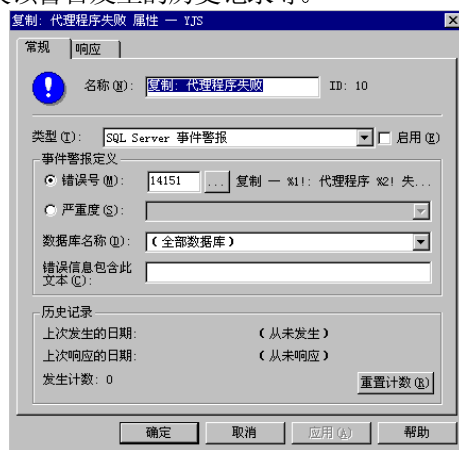 复制: 代理程序失败 属性 — YJS
常规 响应
名称(N): 复制: 代理程序失败 ID: 10
类型(T): SQL Server 事件警报 启用(E)
事件警报定义
错误号(M): 14151 ... 复制 — %1!: 代理程序 %2! 失...
严重度(S):
数据库名称(D): (全部数据库)
错误信息包含此
文本(C):
历史记录
上次发生的日期: (从未发生)
上次响应的日期: (从未响应)
发生计数: 0 重置计数(R)
确定 取消 应用(A) 帮助